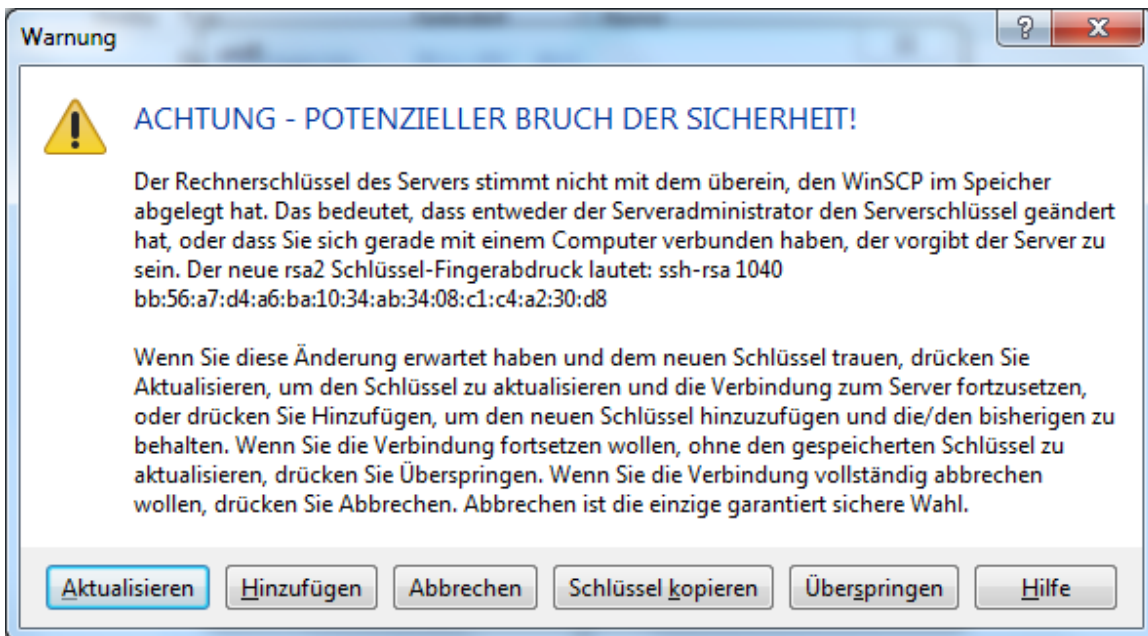 Warnung
ACHTUNG - POTENZIELLER BRUCH DER SICHERHEIT!
Der Rechnerschlüssel des Servers stimmt nicht mit dem überein, den WinSCP im Speicher
abgelegt hat. Das bedeutet, dass entweder der Serveradministrator den Serverschlüssel geändert
hat, oder dass Sie sich gerade mit einem Computer verbunden haben, der vorgibt der Server zu
sein. Der neue rsa2 Schlüssel-Fingerabdruck lautet: ssh-rsa 1040
bb:56:a7:d4:a6:ba:10:34:ab:34:08:c1:c4:a2:30:d8
Wenn Sie diese Änderung erwartet haben und dem neuen Schlüssel trauen, drücken Sie
Aktualisieren, um den Schlüssel zu aktualisieren und die Verbindung zum Server fortzusetzen,
oder drücken Sie Hinzufügen, um den neuen Schlüssel hinzuzufügen und die/den bisherigen zu
behalten. Wenn Sie die Verbindung fortsetzen wollen, ohne den gespeicherten Schlüssel zu
aktualisieren, drücken Sie Überspringen. Wenn Sie die Verbindung vollständig abbrechen
wollen, drücken Sie Abbrechen. Abbrechen ist die einzige garantiert sichere Wahl.
Aktualisieren Hinzufügen Abbrechen Schlüssel kopieren Überspringen Hilfe